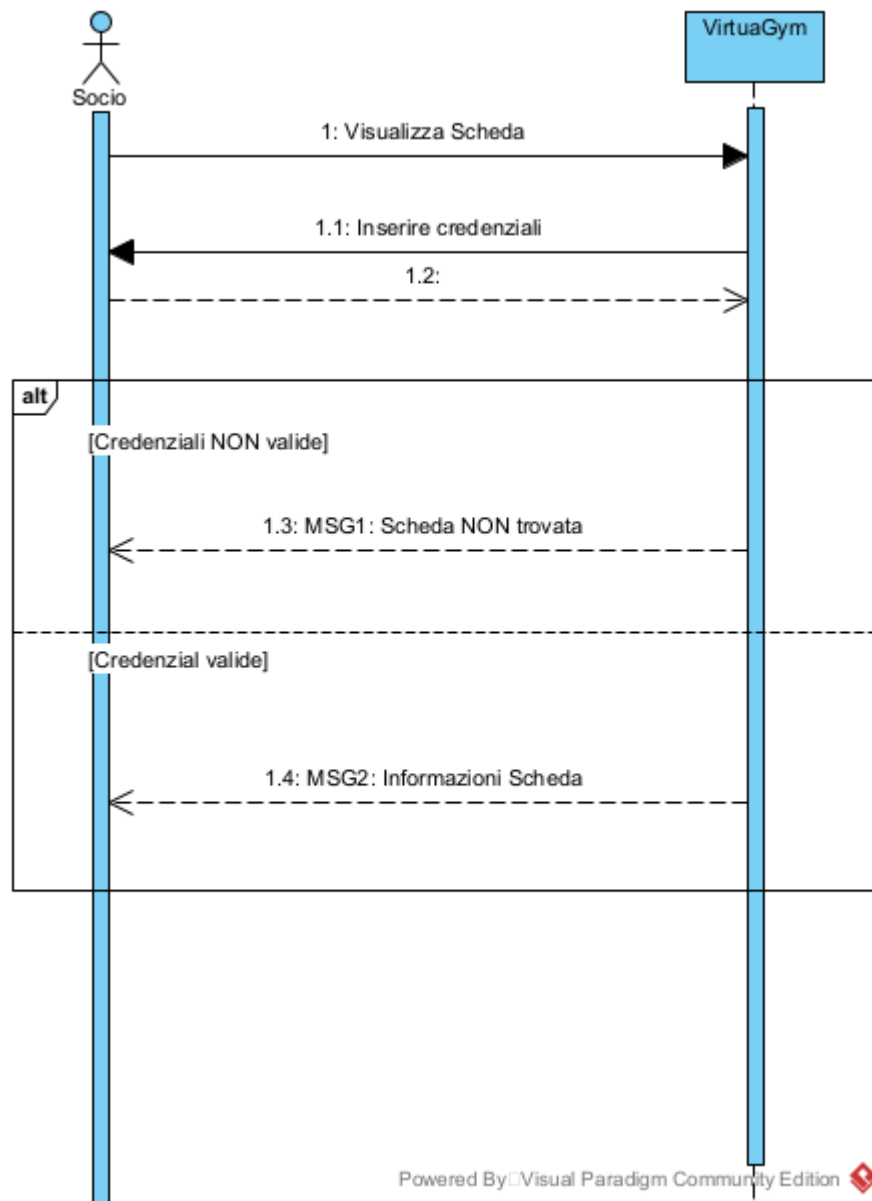 VirtuaGym
Socio
1: Visualizza Scheda
1.1: Inserire credenziali
1.2:
alt
[Credenziali NON valide]
1.3: MSG1: Scheda NON trovata
[Credenzial valide]
1.4: MSG2: Informazioni Scheda
Powered By Visual Paradigm Community Edition